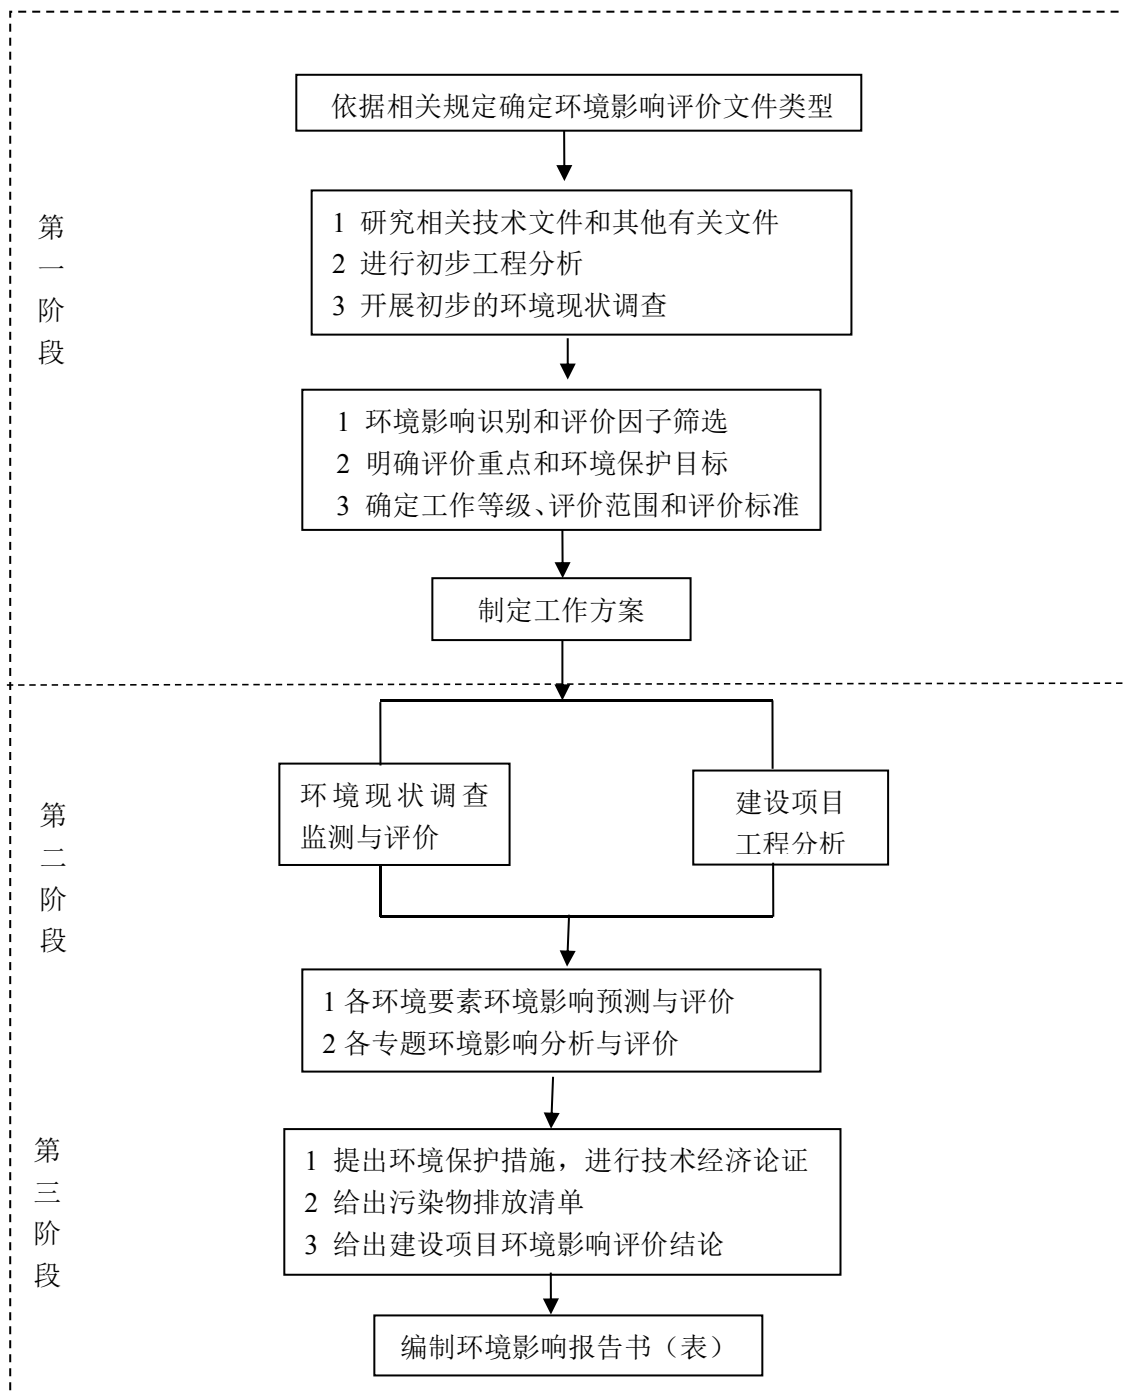 依据相关规定确定环境影响评价文件类型
第一阶段
1 研究相关技术文件和其他有关文件
2 进行初步工程分析
3 开展初步的环境现状调查
1 环境影响识别和评价因子筛选
2 明确评价重点和环境保护目标
3 确定工作等级、评价范围和评价标准
制定工作方案
第二阶段
环境现状调查
监测与评价
建设项目
工程分析
1 各环境要素环境影响预测与评价
2 各专题环境影响分析与评价
第三阶段
1 提出环境保护措施，进行技术经济论证
2 给出污染物排放清单
3 给出建设项目环境影响评价结论
编制环境影响报告书（表）